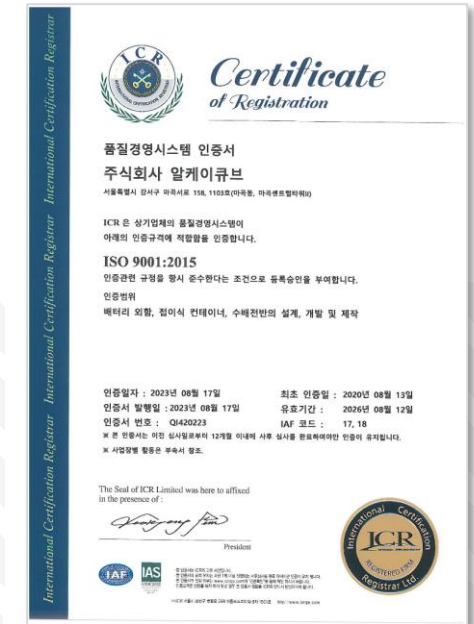 International Certification Registrar International Certification Registrar International Certification Registrar
ICR
INTERNATIONAL CERTIFICATION REGISTRAR
Certificate
of Registration
품질경영시스템 인증서
주식회사 알케이큐브
서울특별시 강서구 마곡서로 158, 1103호(마곡동, 마곡센트럴타워II)
ICR 은 상기업체의 품질경영시스템이
아래의 인증규격에 적합함을 인증합니다.
ISO 9001:2015
인증관련 규정을 항시 준수한다는 조건으로 등록승인을 부여합니다.
인증범위
배터리 외함, 접이식 컨테이너, 수배전반의 설계, 개발 및 제작
인증일자 : 2023년 08월 17일
최초 인증일 : 2020년 08월 13일
인증서 발행일 : 2023년 08월 17일
유효기간 : 2026년 08월 12일
인증서 번호 : QI420223
IAF 코드 : 17, 18
※ 본 인증서는 이전 심사일로부터 12개월 이내에 사후 심사를 완료하여야만 인증이 유지됩니다.
※ 사업장별 활동은 부속서 참조.
The Seal of ICR Limited was here to affixed
in the presence of :
President
IAF
IAS
International Certification
ICR
REGISTERED FIRM
Registrar Ltd.